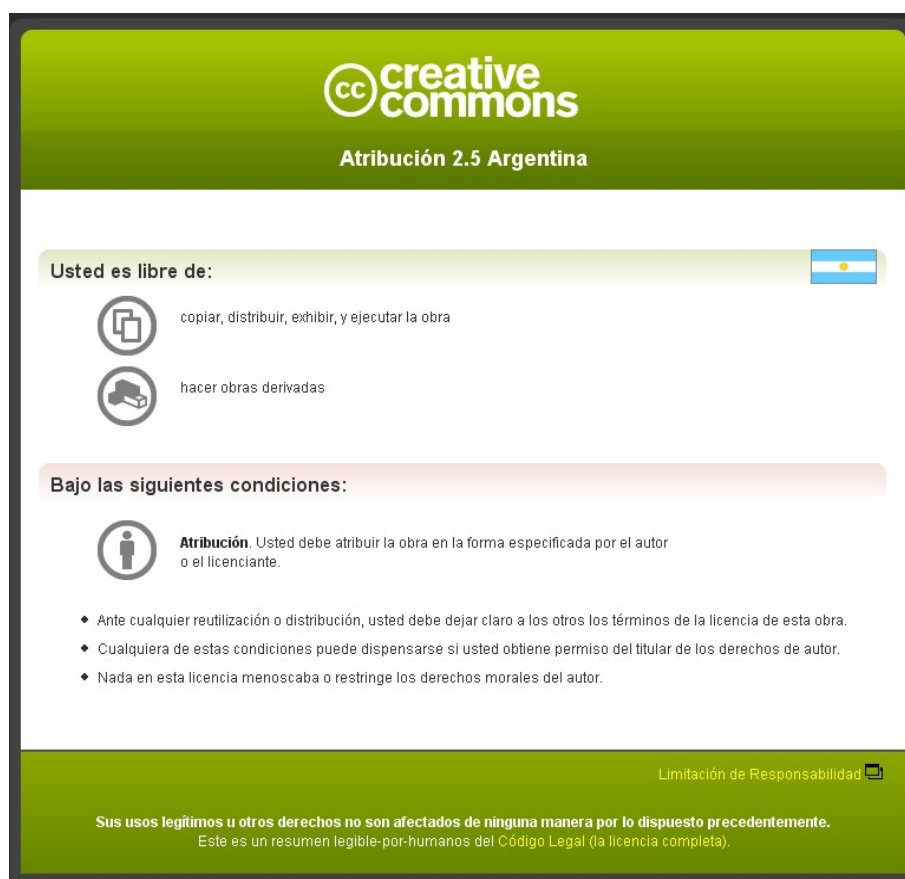 cc creative
commons
Atribución 2.5 Argentina
Usted es libre de:
copiar, distribuir, exhibir, y ejecutar la obra
hacer obras derivadas
Bajo las siguientes condiciones:
Atribución. Usted debe atribuir la obra en la forma especificada por el autor
o el licenciante.
Ante cualquier reutilización o distribución, usted debe dejar claro a los otros los términos de la licencia de esta obra.
Cualquiera de estas condiciones puede dispensarse si usted obtiene permiso del titular de los derechos de autor.
Nada en esta licencia menoscaba o restringe los derechos morales del autor.
Limitación de Responsabilidad
Sus usos legítimos u otros derechos no son afectados de ninguna manera por lo dispuesto precedentemente.
Este es un resumen legible-por-humanos del Código Legal (la licencia completa).